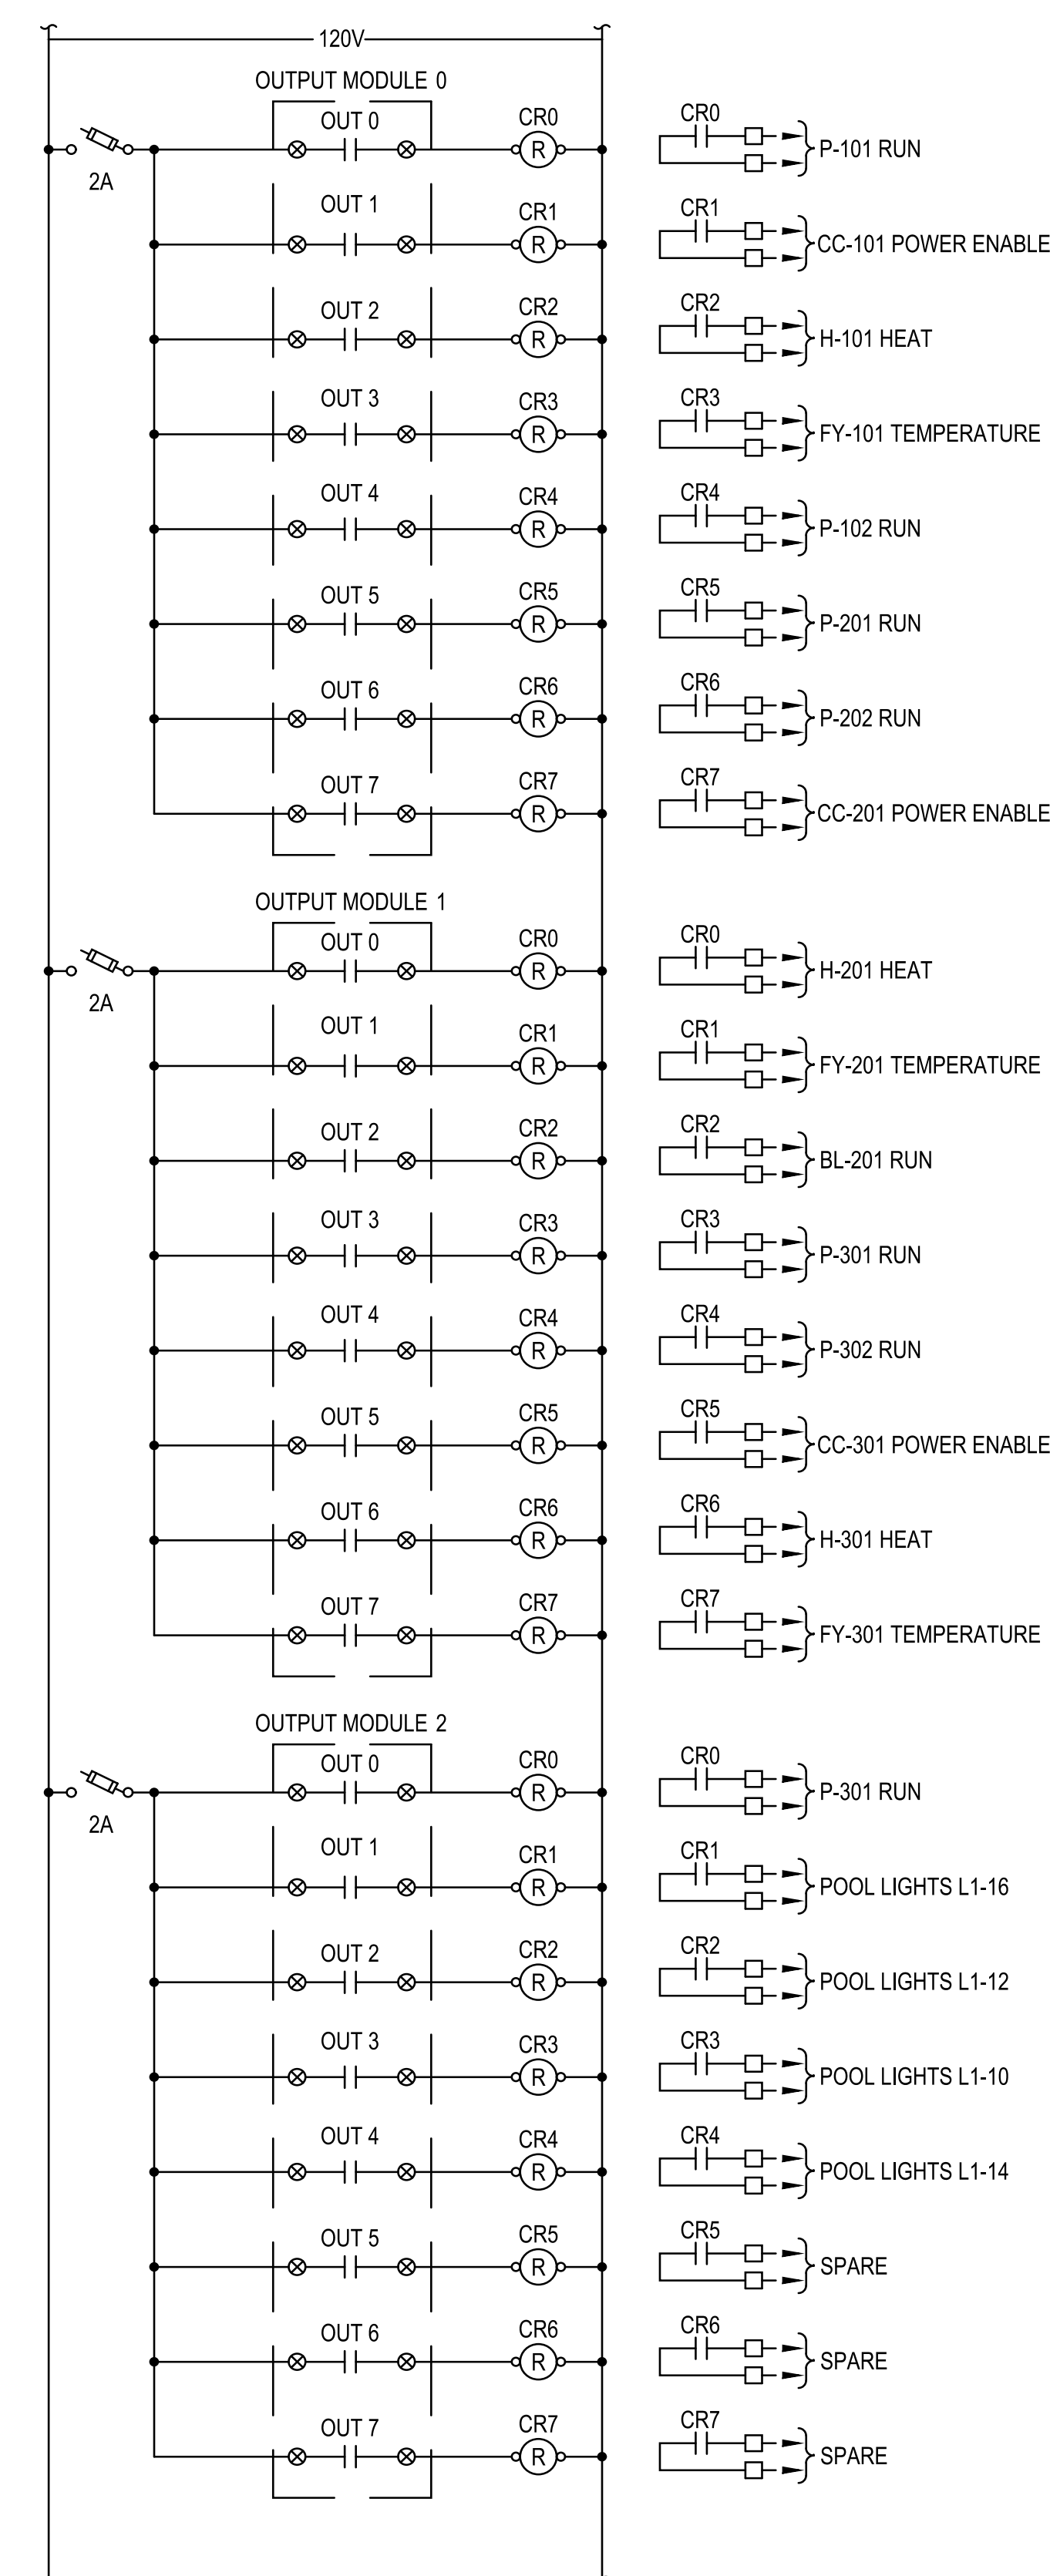 120V
OUTPUT MODULE 0
OUT 0 CR0 CR0
R P-101 RUN
2A
OUT 1 CR1 CR1
R CC-101 POWER ENABLE
OUT 2 CR2 CR2
R H-101 HEAT
OUT 3 CR3 CR3
R FY-101 TEMPERATURE
OUT 4 CR4 CR4
R P-102 RUN
OUT 5 CR5 CR5
R P-201 RUN
OUT 6 CR6 CR6
R P-202 RUN
OUT 7 CR7 CR7
R CC-201 POWER ENABLE
OUTPUT MODULE 1
OUT 0 CR0 CR0
R H-201 HEAT
2A
OUT 1 CR1 CR1
R FY-201 TEMPERATURE
OUT 2 CR2 CR2
R BL-201 RUN
OUT 3 CR3 CR3
R P-301 RUN
OUT 4 CR4 CR4
R P-302 RUN
OUT 5 CR5 CR5
R CC-301 POWER ENABLE
OUT 6 CR6 CR6
R H-301 HEAT
OUT 7 CR7 CR7
R FY-301 TEMPERATURE
OUTPUT MODULE 2
OUT 0 CR0 CR0
R P-301 RUN
2A
OUT 1 CR1 CR1
R POOL LIGHTS L1-16
OUT 2 CR2 CR2
R POOL LIGHTS L1-12
OUT 3 CR3 CR3
R POOL LIGHTS L1-10
OUT 4 CR4 CR4
R POOL LIGHTS L1-14
OUT 5 CR5 CR5
R SPARE
OUT 6 CR6 CR6
R SPARE
OUT 7 CR7 CR7
R SPARE